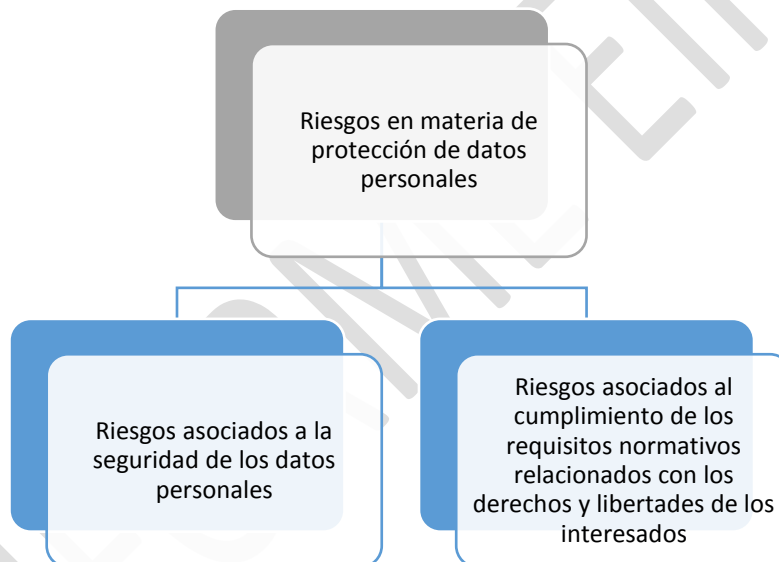 Riesgos en materia de
protección de datos
personales
Riesgos asociados a la
seguridad de los datos
personales
Riesgos asociados al
cumplimiento de los
requisitos normativos
relacionados con los
derechos y libertades de los
interesados